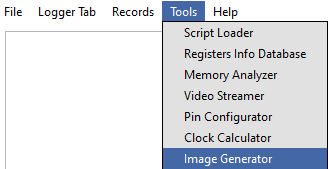 File Logger Tab Records Tools Help
Script Loader
Registers Info Database
Memory Analyzer
Video Streamer
Pin Configurator
Clock Calculator
Image Generator